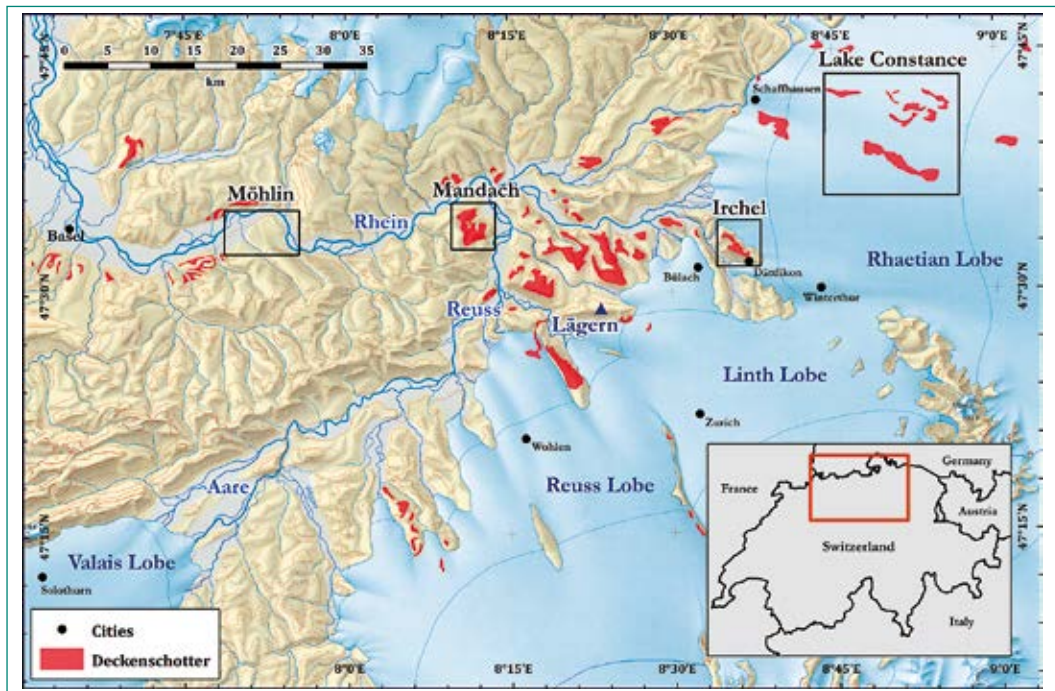 7°45'E
8°0'E
8°15'E
8°30'E
8°45'E
9°0'E
47°45'N
47°45'N
0 5 10 15 20 25 30 35
km
Lake Constance
Schaffhausen
Möhlin
Mandach
Irchel
Rhein
Basel
Bülach
Dättlikon
Rhaetian Lobe
47°30'N
47°30'N
Winterthur
Reuss
Lägern
Linth Lobe
Zurich
Wohlen
Reuss Lobe
Aare
Germany
France
Austria
47°15'N
47°15'N
Switzerland
Valais Lobe
Solothurn
Italy
Cities
Deckenschotter
8°0'E
8°15'E
8°30'E
8°45'E
9°0'E